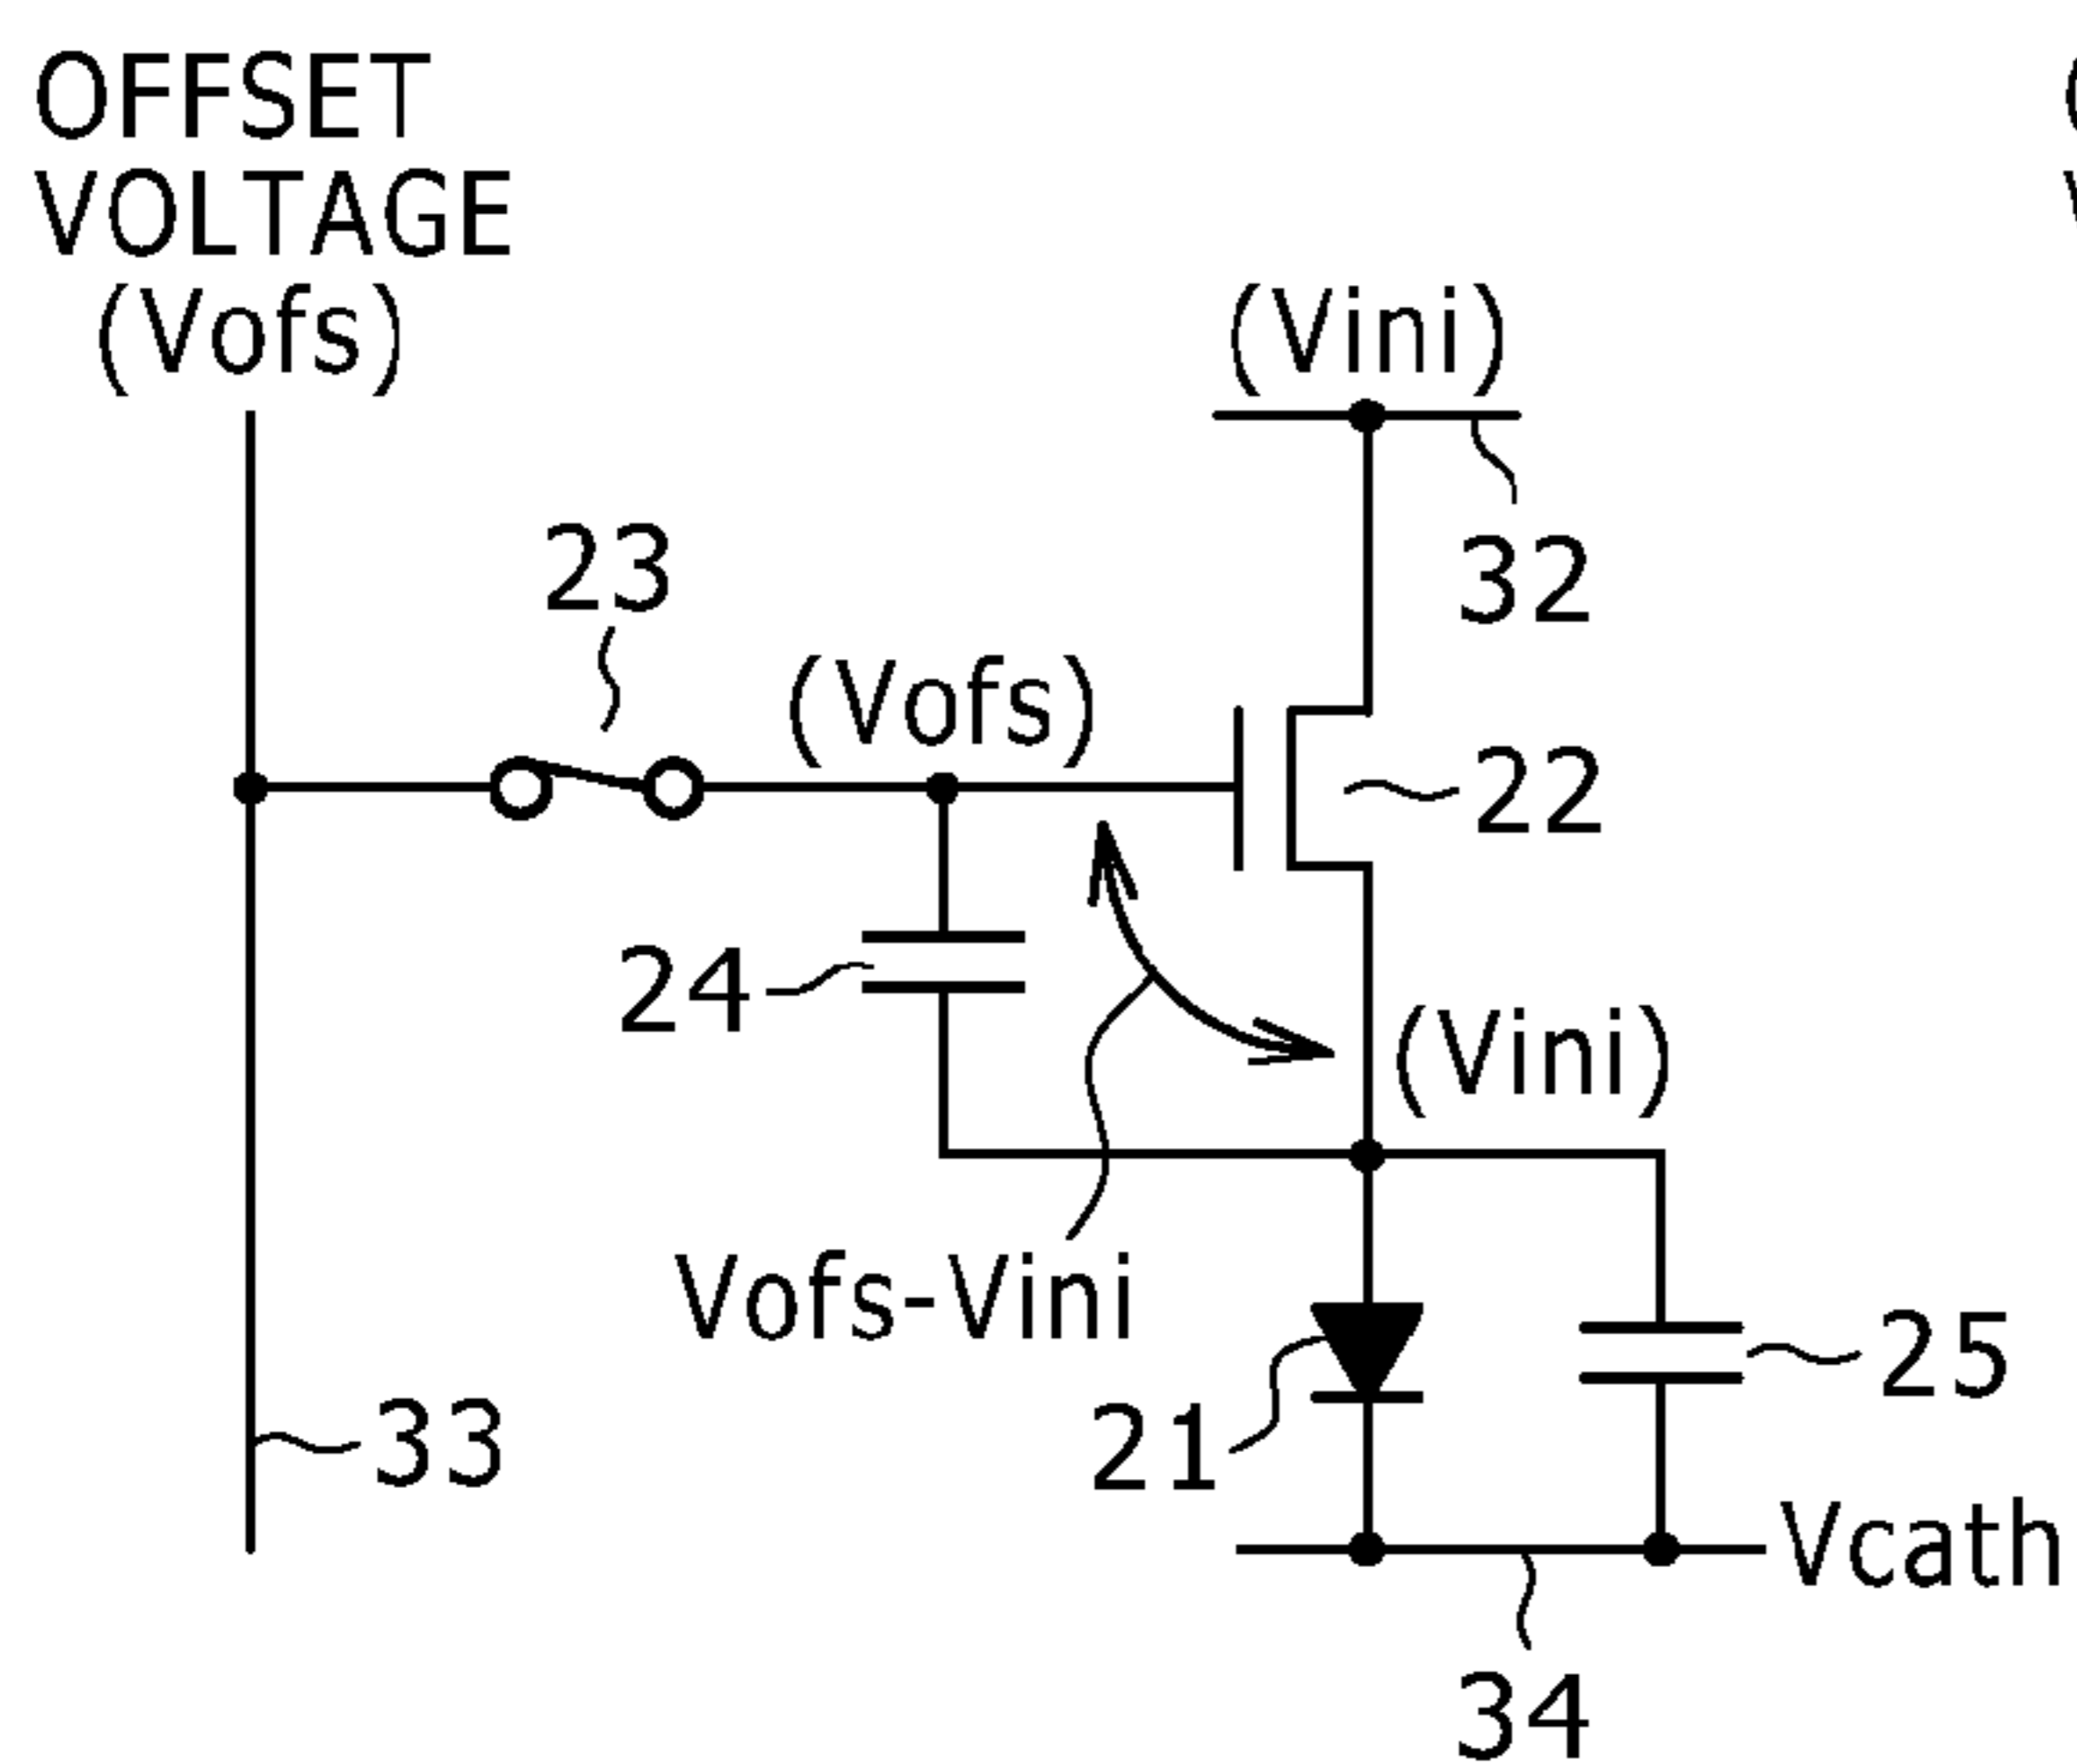 OFFSET
VOLTAGE
(Vofs)
(Vini)
32
23
(Vofs)
22
24
(Vini)
Vofs-Vini
25
21
33
Vcath
34